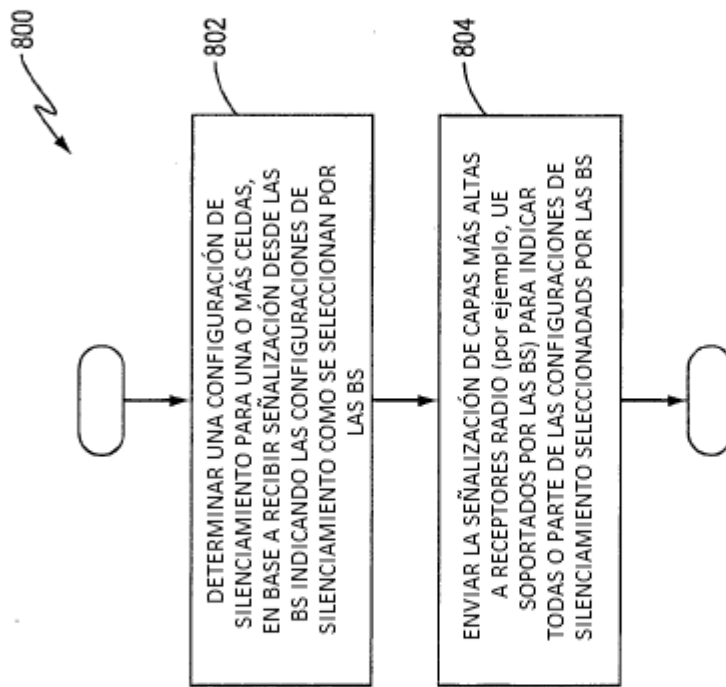 800
802
DETERMINAR UNA CONFIGURACIÓN DE
SILENCIAMIENTO PARA UNA O MÁS CELDAS,
EN BASE A RECIBIR SEÑALIZACIÓN DESDE LAS
BS INDICANDO LAS CONFIGURACIONES DE
SILENCIAMIENTO COMO SE SELECCIONAN POR
LAS BS
804
ENVIAR LA SEÑALIZACIÓN DE CAPAS MÁS ALTAS
A RECEPTORES RADIO (por ejemplo, UE
SOPORTADOS POR LAS BS) PARA INDICAR
TODAS O PARTE DE LAS CONFIGURACIONES DE
SILENCIAMIENTO SELECCIONADADS POR LAS BS